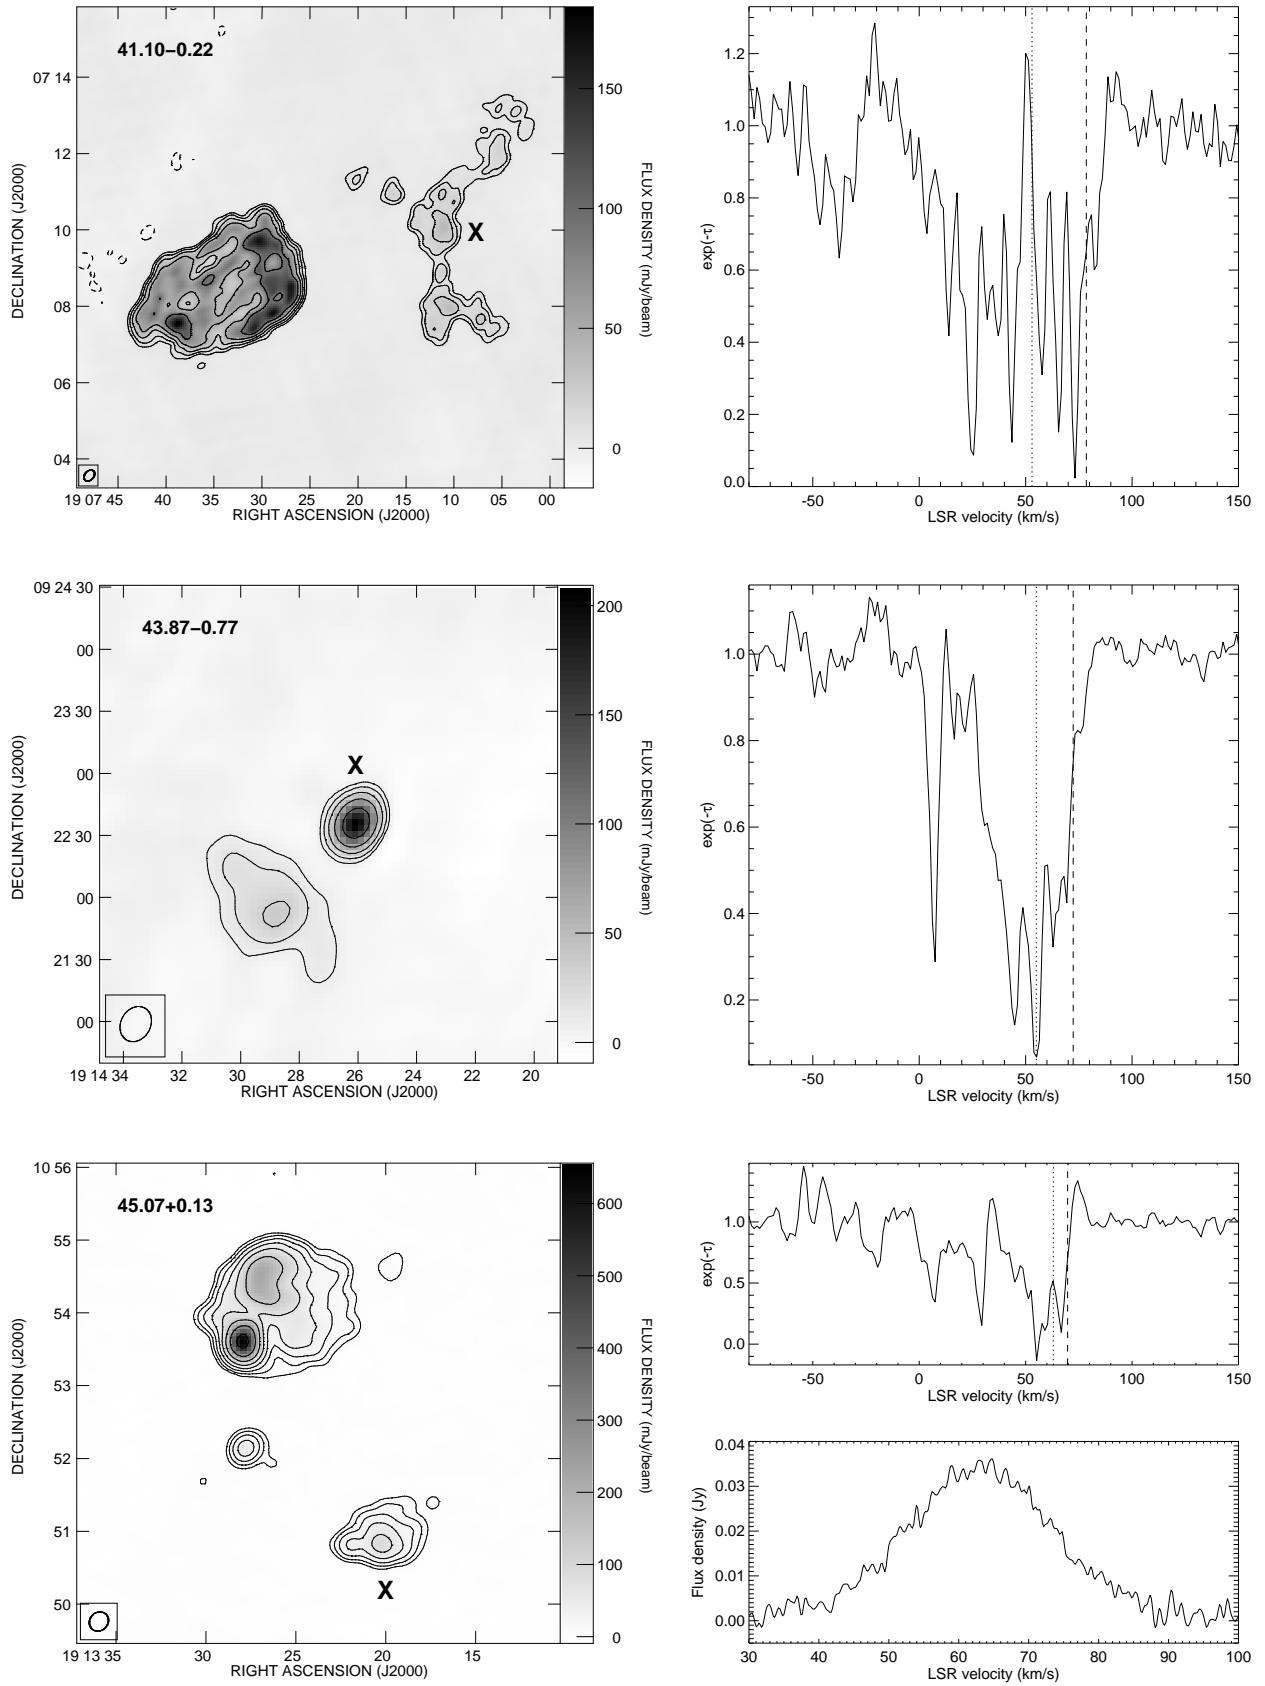 41.10−0.22
07 14
12
10
08
06
04
DECLINATION (J2000)
X
19 07 45 40 35 30 25 20 15 10 05 00
RIGHT ASCENSION (J2000)
150
100
50
0
FLUX DENSITY (mJy/beam)
1.2
1.0
0.8
0.6
0.4
0.2
0.0
exp(-τ)
-50 0 50 100 150
LSR velocity (km/s)
43.87−0.77
09 24 30
00
23 30
00
22 30
00
21 30
00
DECLINATION (J2000)
X
19 14 34 32 30 28 26 24 22 20
RIGHT ASCENSION (J2000)
200
150
100
50
0
FLUX DENSITY (mJy/beam)
1.0
0.8
0.6
0.4
0.2
exp(-τ)
-50 0 50 100 150
LSR velocity (km/s)
45.07+0.13
10 56
55
54
53
52
51
50
DECLINATION (J2000)
X
19 13 35 30 25 20 15
RIGHT ASCENSION (J2000)
600
500
400
300
200
100
0
FLUX DENSITY (mJy/beam)
1.0
0.5
0.0
exp(-τ)
-50 0 50 100 150
LSR velocity (km/s)
0.04
0.03
0.02
0.01
0.00
Flux density (Jy)
30 40 50 60 70 80 90 100
LSR velocity (km/s)